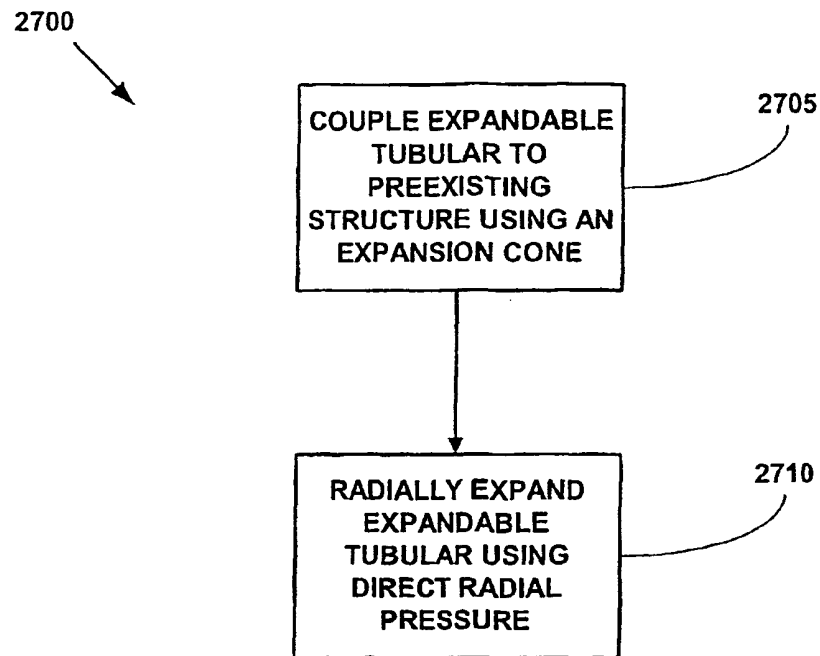 2700
COUPLE EXPANDABLE
TUBULAR TO
PREEXISTING
STRUCTURE USING AN
EXPANSION CONE
2705
RADIALLY EXPAND
EXPANDABLE
TUBULAR USING
DIRECT RADIAL
PRESSURE
2710